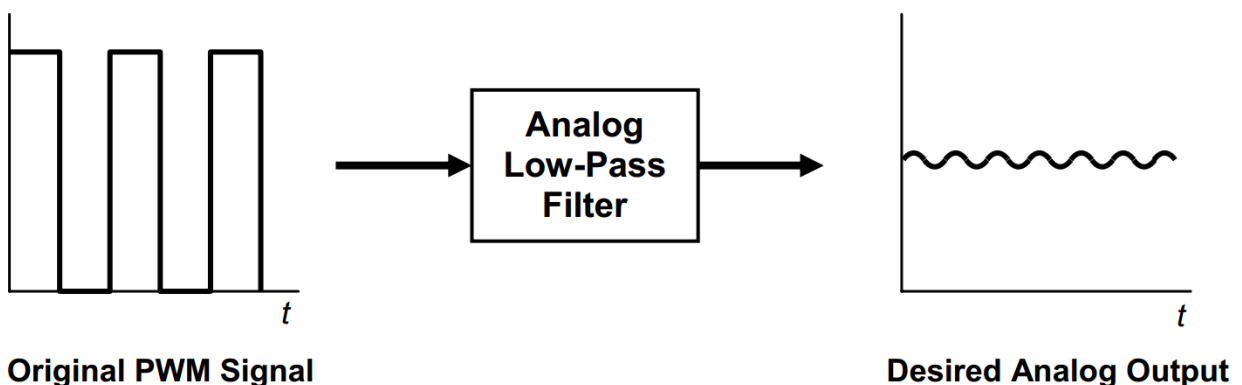 Analog
Low-Pass
Filter
t
t
Original PWM Signal
Desired Analog Output